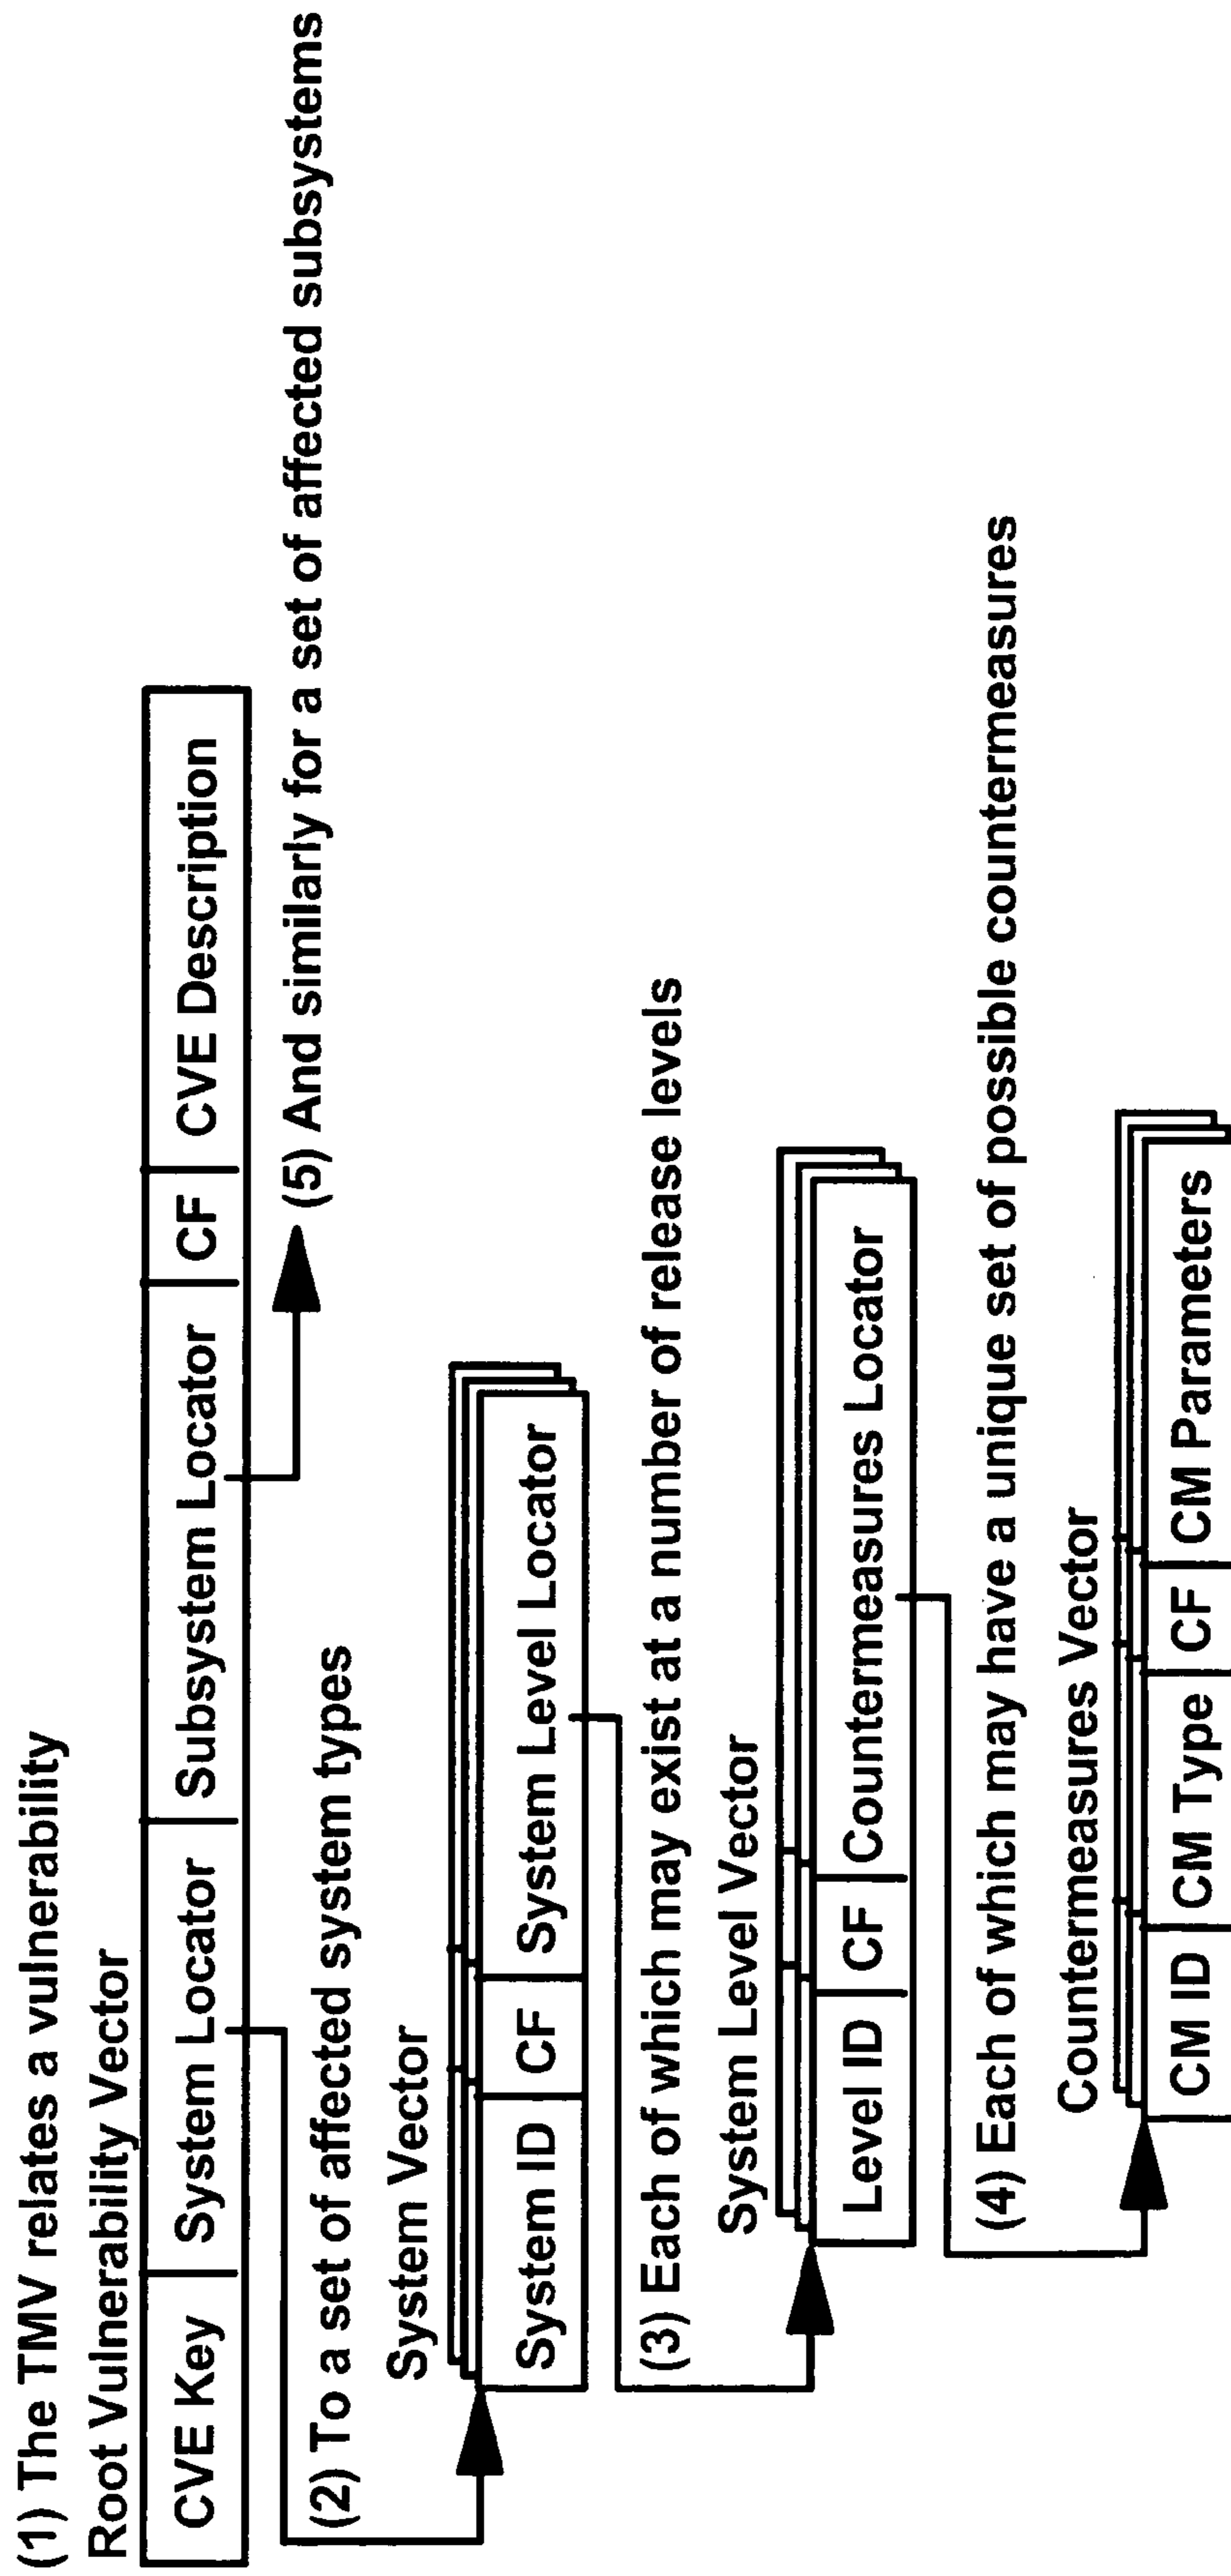 (1) The TMV relates a vulnerability
Root Vulnerability Vector
CVE Key System Locator Subsystem Locator CF CVE Description
(5) And similarly for a set of affected subsystems
(2) To a set of affected system types
System Vector
System ID CF System Level Locator
(3) Each of which may exist at a number of release levels
System Level Vector
Level ID CF Countermeasures Locator
(4) Each of which may have a unique set of possible countermeasures
Countermeasures Vector
CM ID CM Type CF CM Parameters